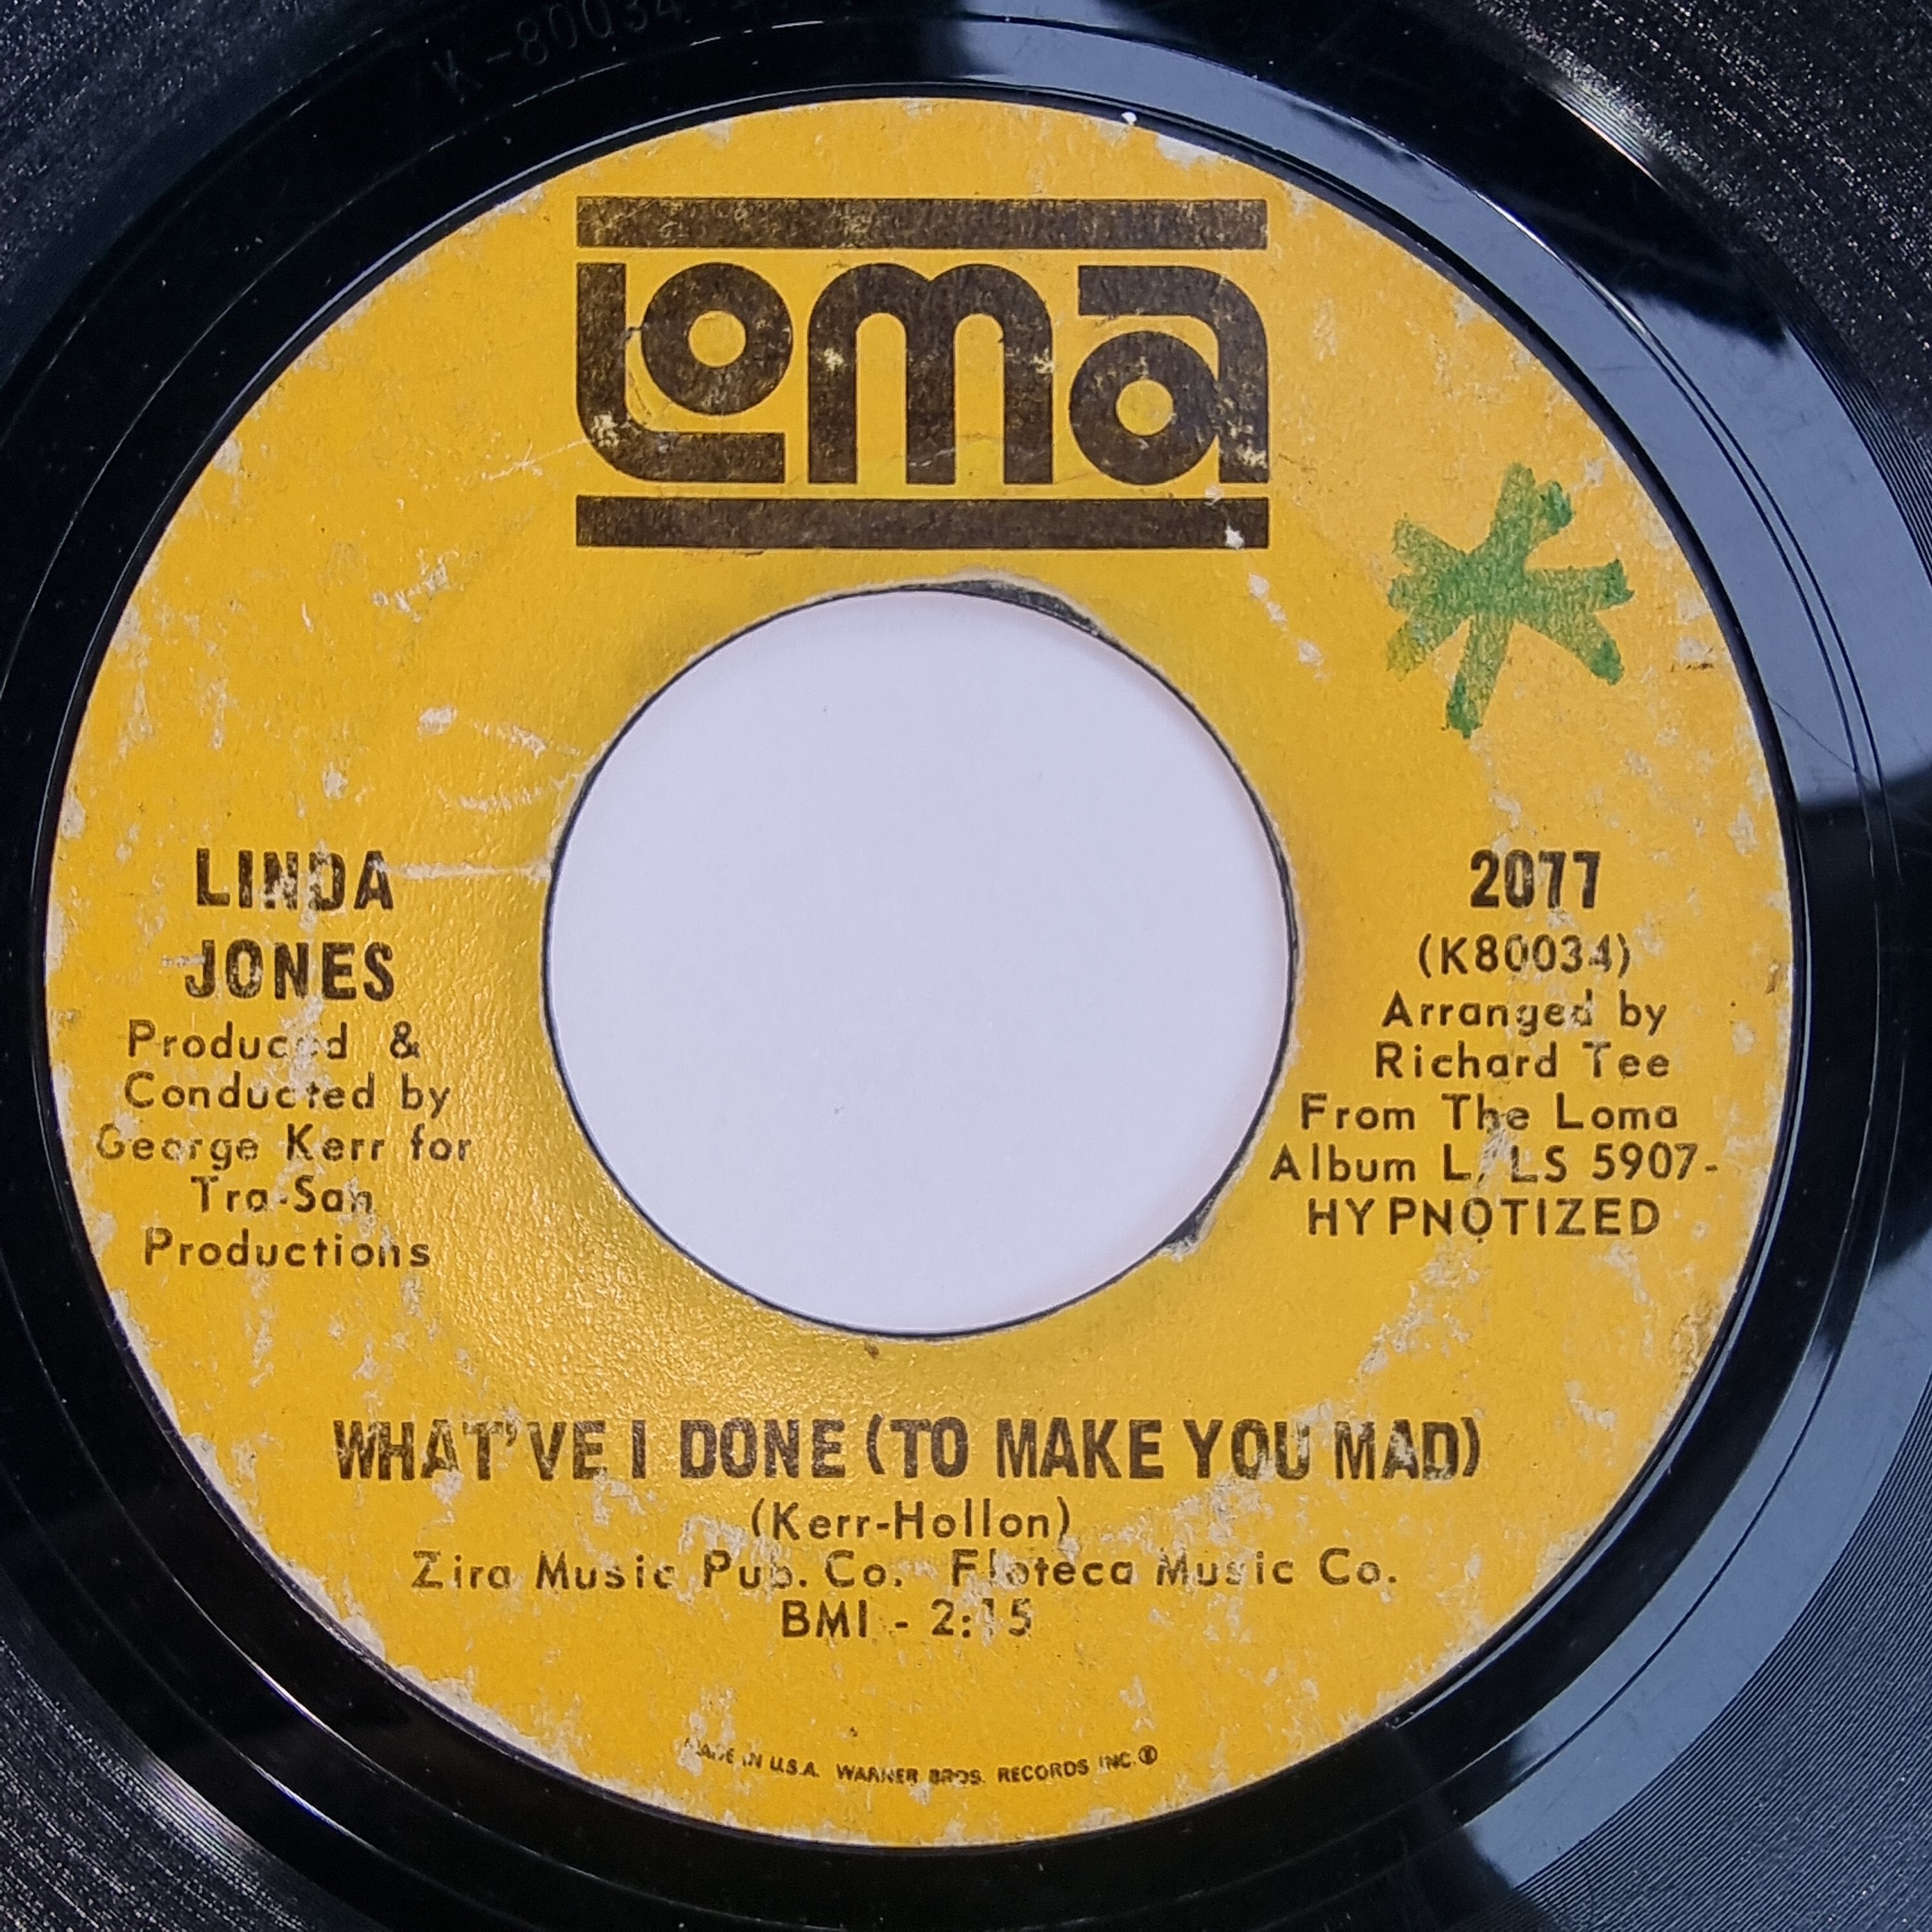 K-80034
Loma
LINDA
JONES
Produced &
Conducted by
George Kerr for
Tra-San
Productions
2077
(K80034)
Arranged by
Richard Tee
From The Loma
Album L/LS 5907-
HYPNOTIZED
WHAT'VE I DONE (TO MAKE YOU MAD)
(Kerr-Hollon)
Zira Music Pub. Co. Floteca Music Co.
BMI - 2:15
MADE IN U.S.A. WARNER BROS. RECORDS INC.